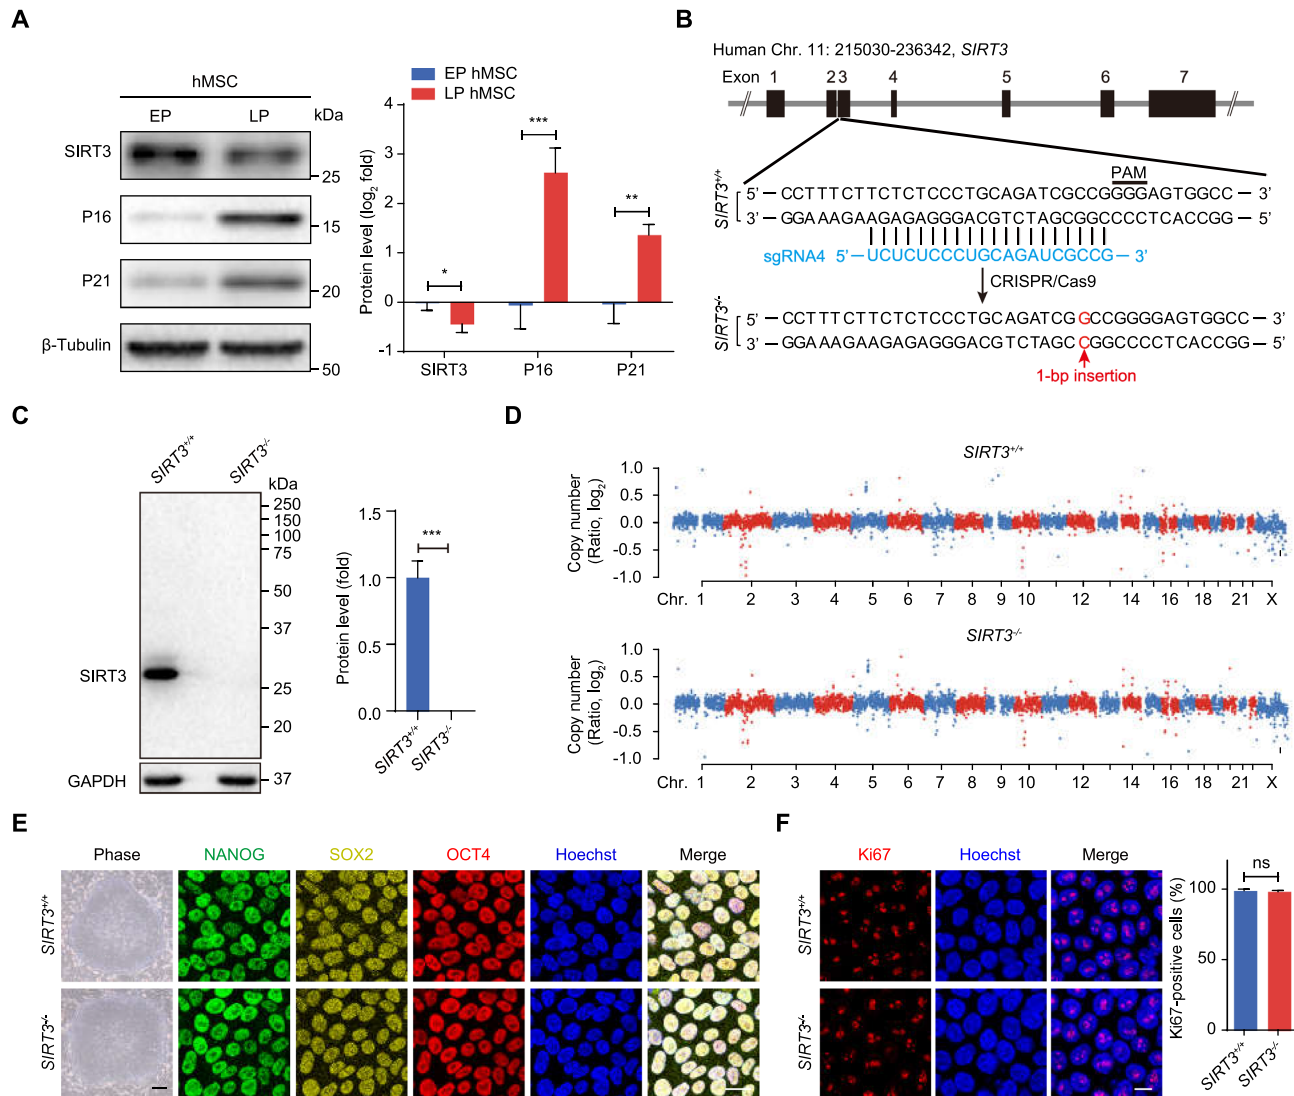 A
hMSC
EP LP kDa
SIRT3
25
P16
15
P21
20
β-Tubulin
50
EP hMSC
LP hMSC
Protein level (log2 fold)
4
3
2
1
0
-1
*
***
**
SIRT3 P16 P21
B
Human Chr. 11: 215030-236342, SIRT3
Exon 1 2 3 4 5 6 7
PAM
SIRT3+/+
5' — CCTTTCTTCTCTCCCTGCAGATCGCCGGGGAGTGGCC — 3'
3' — GGAAAGAAGAGAGGGACGTCTAGCGGCCCCTCACCGG — 5'
sgRNA4 5' — UCUCUCCCUGCAGAUCGCCG — 3'
CRISPR/Cas9
SIRT3-/-
5' — CCTTTCTTCTCTCCCTGCAGATCGGCCGGGGAGTGGCC — 3'
3' — GGAAAGAAGAGAGGGACGTCTAGCCGGCCCCTCACCGG — 5'
1-bp insertion
C
SIRT3+/+ SIRT3-/-
kDa
250
150
100
75
50
37
25
20
SIRT3
GAPDH
37
Protein level (fold)
1.5
1.0
0.5
0.0
***
SIRT3+/+ SIRT3-/-
D
SIRT3+/+
Copy number
(Ratio, log2)
1.0
0.5
0.0
-0.5
-1.0
Chr. 1 2 3 4 5 6 7 8 9 10 12 14 16 18 21 X
SIRT3-/-
Copy number
(Ratio, log2)
1.0
0.5
0.0
-0.5
-1.0
Chr. 1 2 3 4 5 6 7 8 9 10 12 14 16 18 21 X
E
Phase NANOG SOX2 OCT4 Hoechst Merge
SIRT3+/+
SIRT3-/-
F
Ki67 Hoechst Merge
SIRT3+/+
SIRT3-/-
Ki67-positive cells (%)
100
50
0
ns
SIRT3+/+ SIRT3-/-